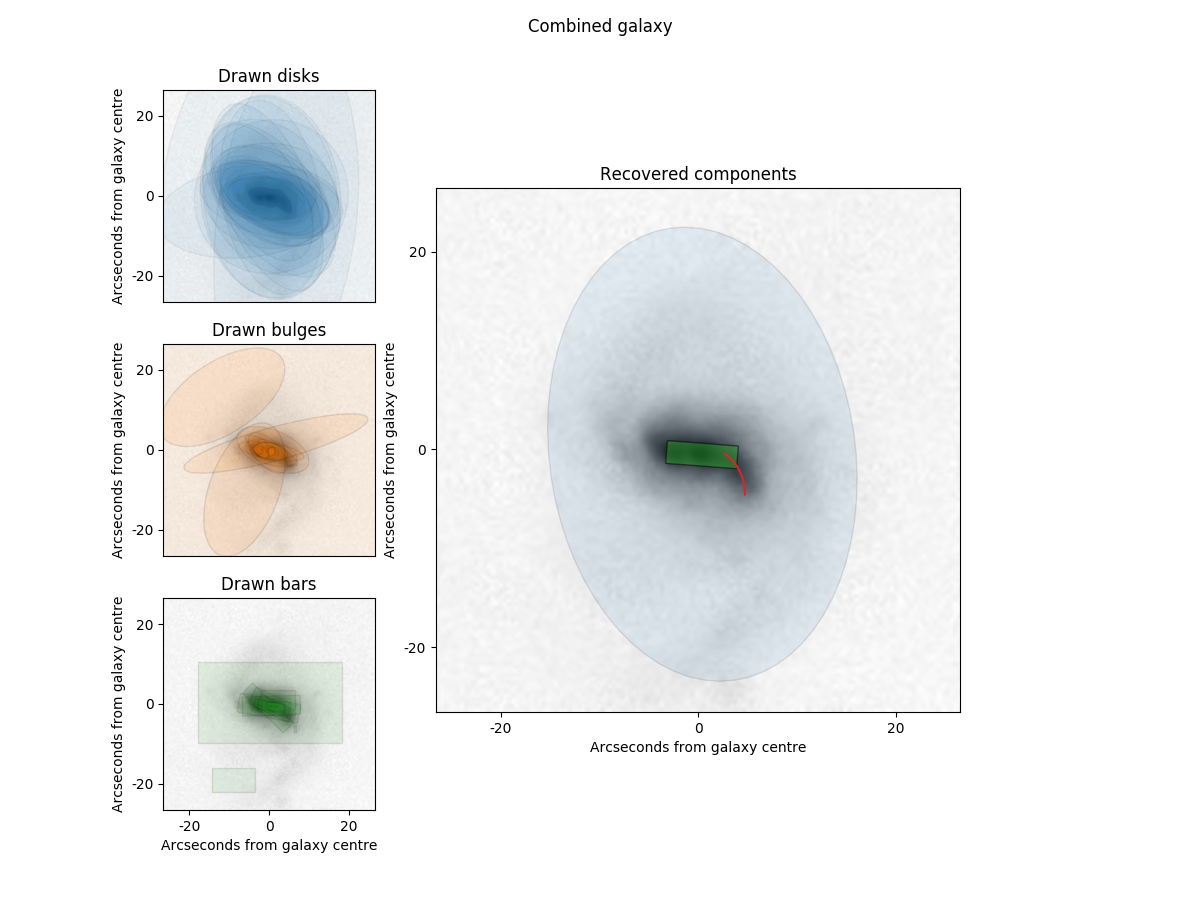 Combined galaxy
Drawn disks
Arcseconds from galaxy centre
20
0
-20
Drawn bulges
Arcseconds from galaxy centre
20
0
-20
Drawn bars
Arcseconds from galaxy centre
20
0
-20
-20 0 20
Arcseconds from galaxy centre
Recovered components
Arcseconds from galaxy centre
20
0
-20
-20 0 20
Arcseconds from galaxy centre